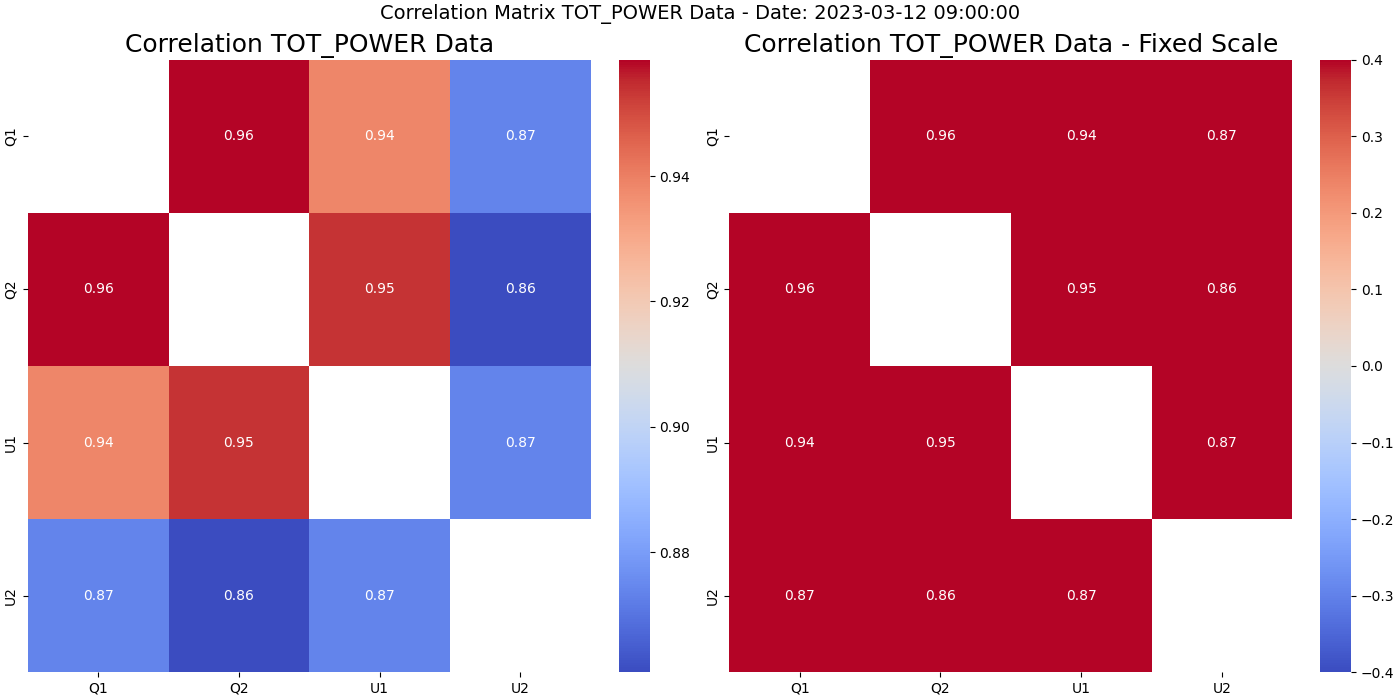 Correlation Matrix TOT_POWER Data - Date: 2023-03-12 09:00:00
Correlation TOT_POWER Data
Q1
0.96
0.94
0.87
Q2
0.96
0.95
0.86
U1
0.94
0.95
0.87
U2
0.87
0.86
0.87
Q1
Q2
U1
U2
0.94
0.92
0.90
0.88
Correlation TOT_POWER Data - Fixed Scale
Q1
0.96
0.94
0.87
Q2
0.96
0.95
0.86
U1
0.94
0.95
0.87
U2
0.87
0.86
0.87
Q1
Q2
U1
U2
0.4
0.3
0.2
0.1
0.0
−0.1
−0.2
−0.3
−0.4